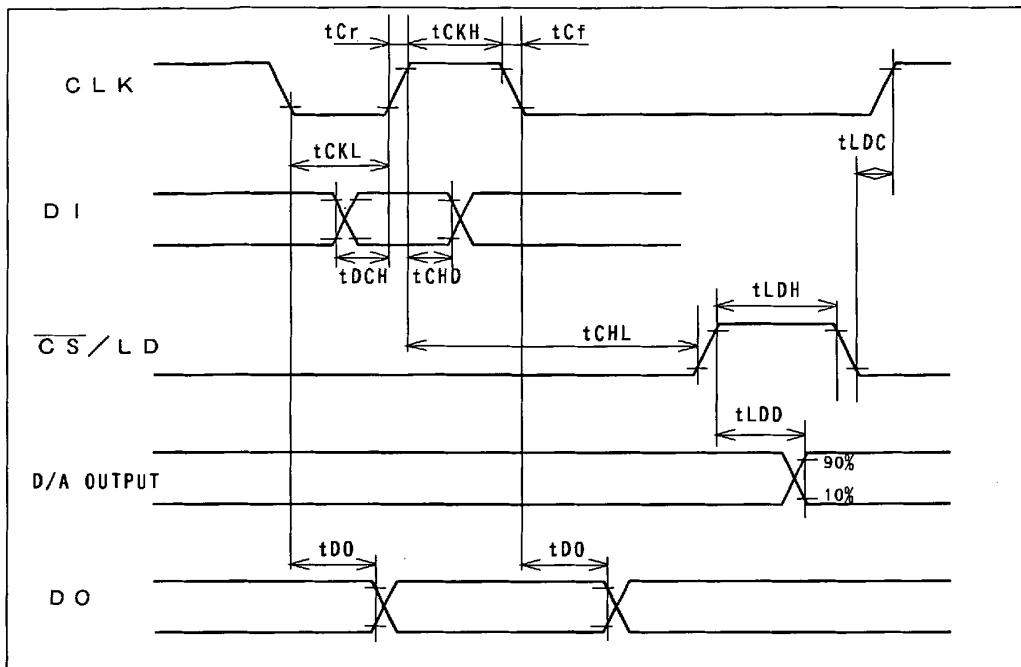 tCr tCKH tCf
CLK
tCKL
tLDC
DI
tDCH tCHD
tLDH
tCHL
CS/LD
tLDD
D/A OUTPUT
90%
10%
tDO tDO
DO